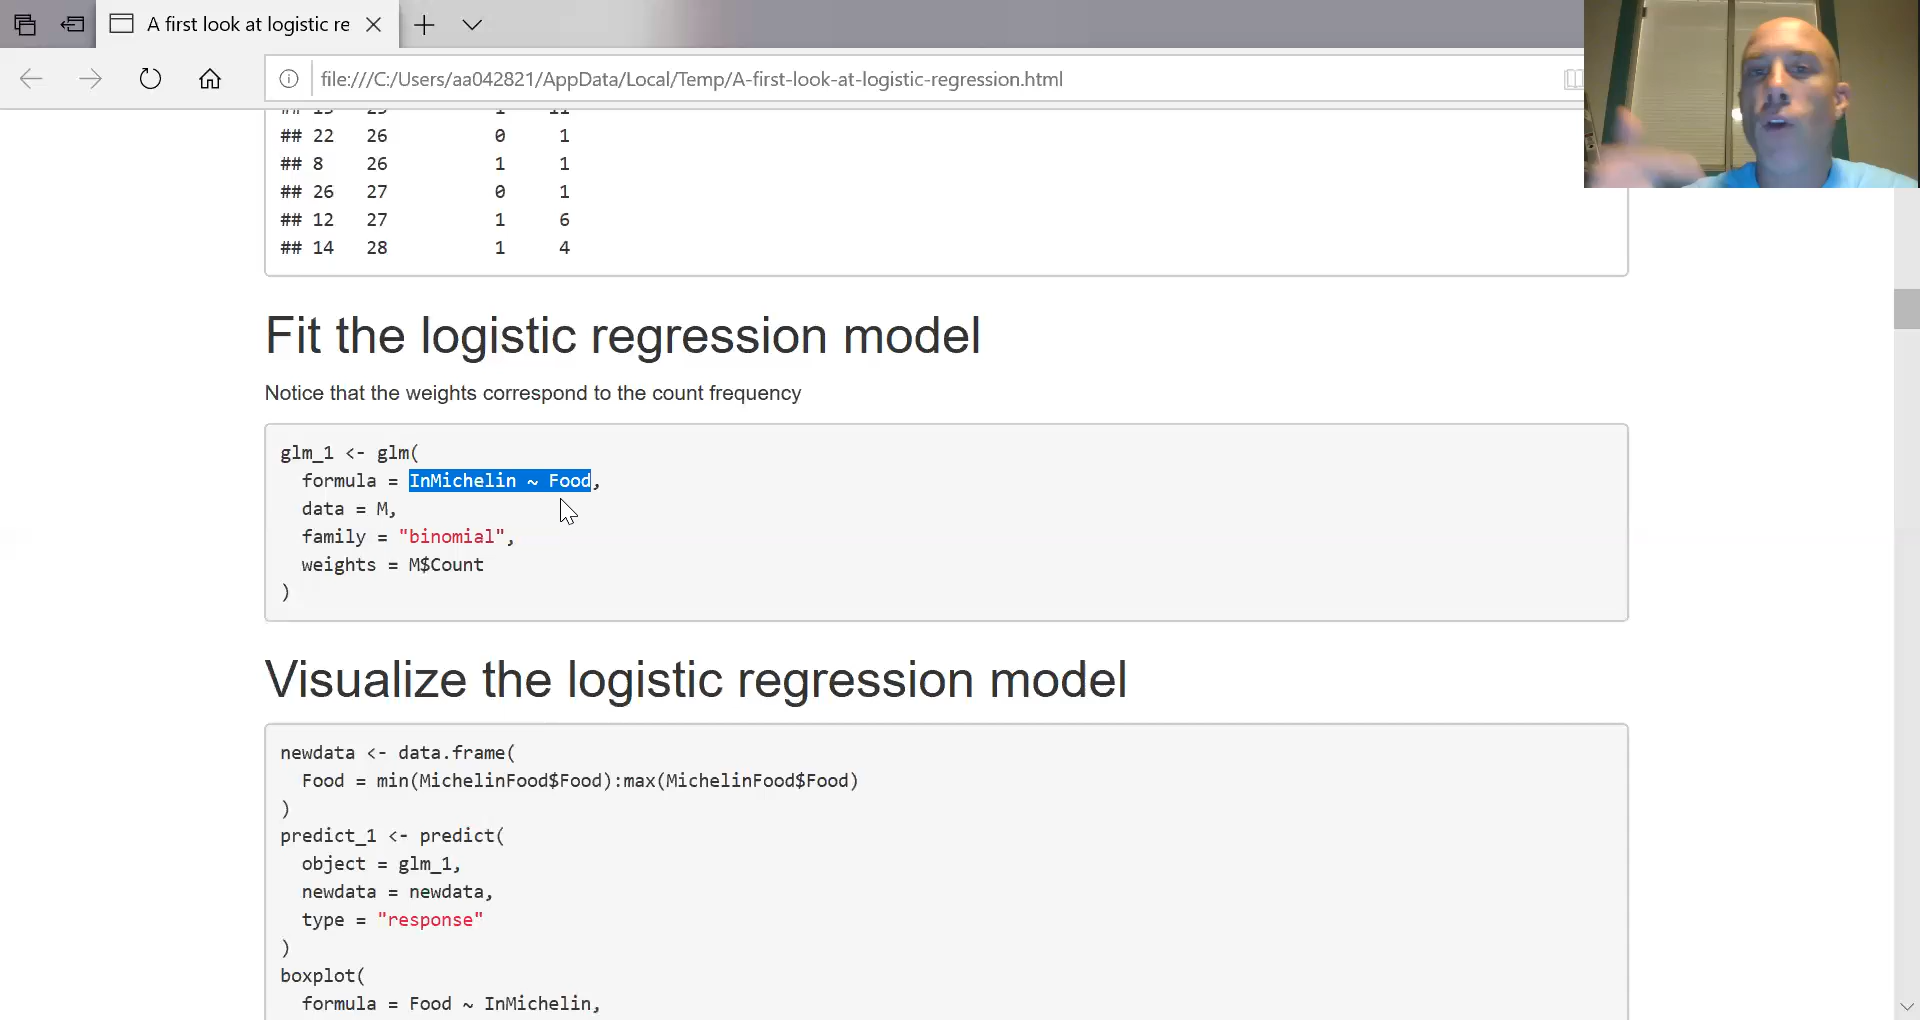 A first look at logistic re
file:///C:/Users/aa042821/AppData/Local/Temp/A-first-look-at-logistic-regression.html
## 22 26 0 1
## 8 26 1 1
## 26 27 0 1
## 12 27 1 6
## 14 28 1 4
Fit the logistic regression model
Notice that the weights correspond to the count frequency
glm_1 <- glm(
formula = InMichelin ~ Food,
data = M,
family = "binomial",
weights = M$Count
)
Visualize the logistic regression model
newdata <- data.frame(
Food = min(MichelinFood$Food):max(MichelinFood$Food)
)
predict_1 <- predict(
object = glm_1,
newdata = newdata,
type = "response"
)
boxplot(
formula = Food ~ InMichelin,